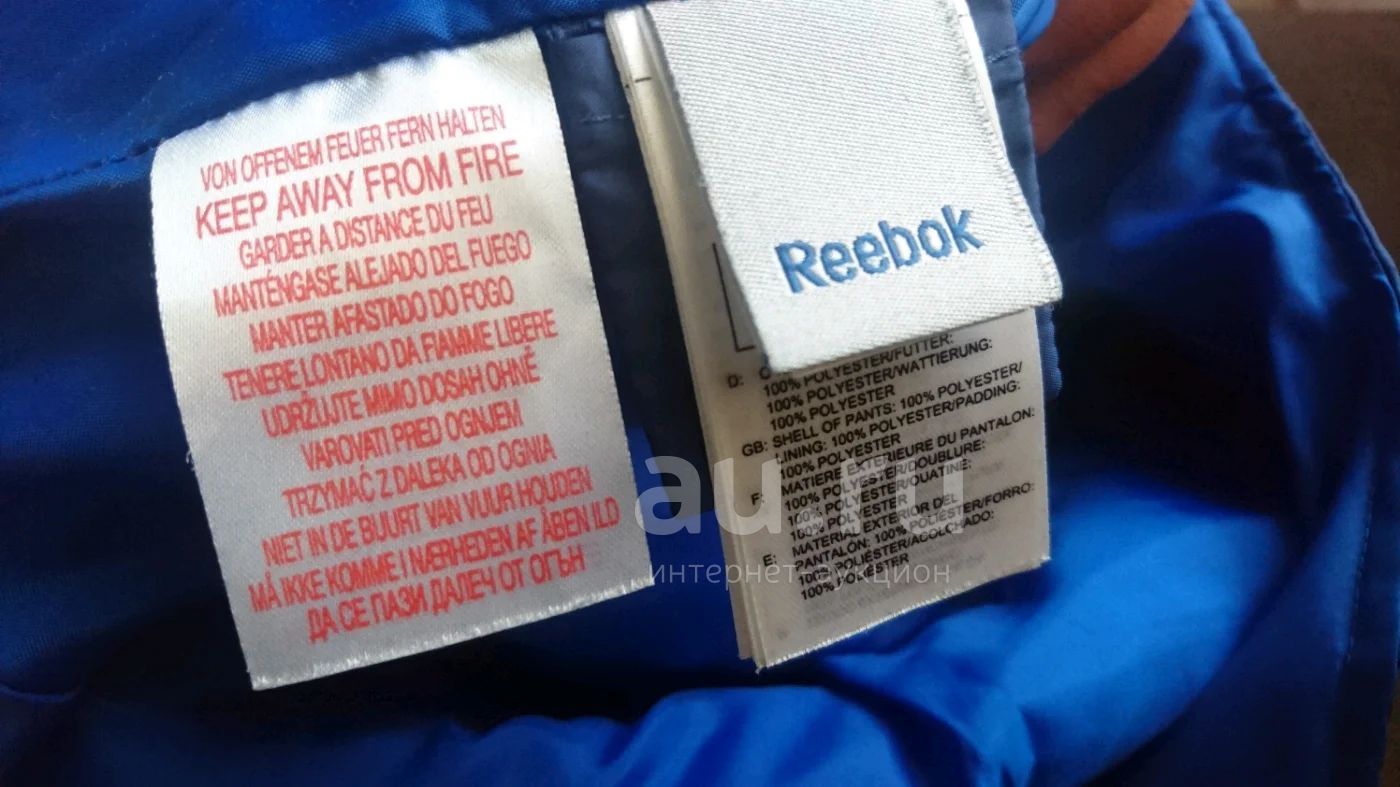 VON OFFENEM FEUER FERN HALTEN
KEEP AWAY FROM FIRE
GARDER A DISTANCE DU FEU
MANTÉNGASE ALEJADO DEL FUEGO
MANTER AFASTADO DO FOGO
TENERE LONTANO DA FIAMME LIBERE
UDRŽUJTE MIMO DOSAH OHNĚ
VAROVATI PRED OGNJEM
TRZYMAĆ Z DALEKA OD OGNIA
NIET IN DE BUURT VAN VUUR HOUDEN
MÅ IKKE KOMME I NÆRHEDEN AF ÅBEN ILD
ДА СЕ ПАЗИ ДАЛЕЧ ОТ ОГЪН
Reebok
D:
100% POLYESTER/FUTTER:
100% POLYESTER/WATTIERUNG:
100% POLYESTER
GB: SHELL OF PANTS: 100% POLYESTER/
LINING: 100% POLYESTER/PADDING:
100% POLYESTER
F: MATIERE EXTERIEURE DU PANTALON:
100% POLYESTER/DOUBLURE:
100% POLYESTER/OUATINE:
100% POLYESTER
E: MATERIAL EXTERIOR DEL
PANTALÓN: 100% POLIÉSTER/FORRO:
100% POLIÉSTER/ACOLCHADO:
100% POLIÉSTER
au.ru
интернет-аукцион